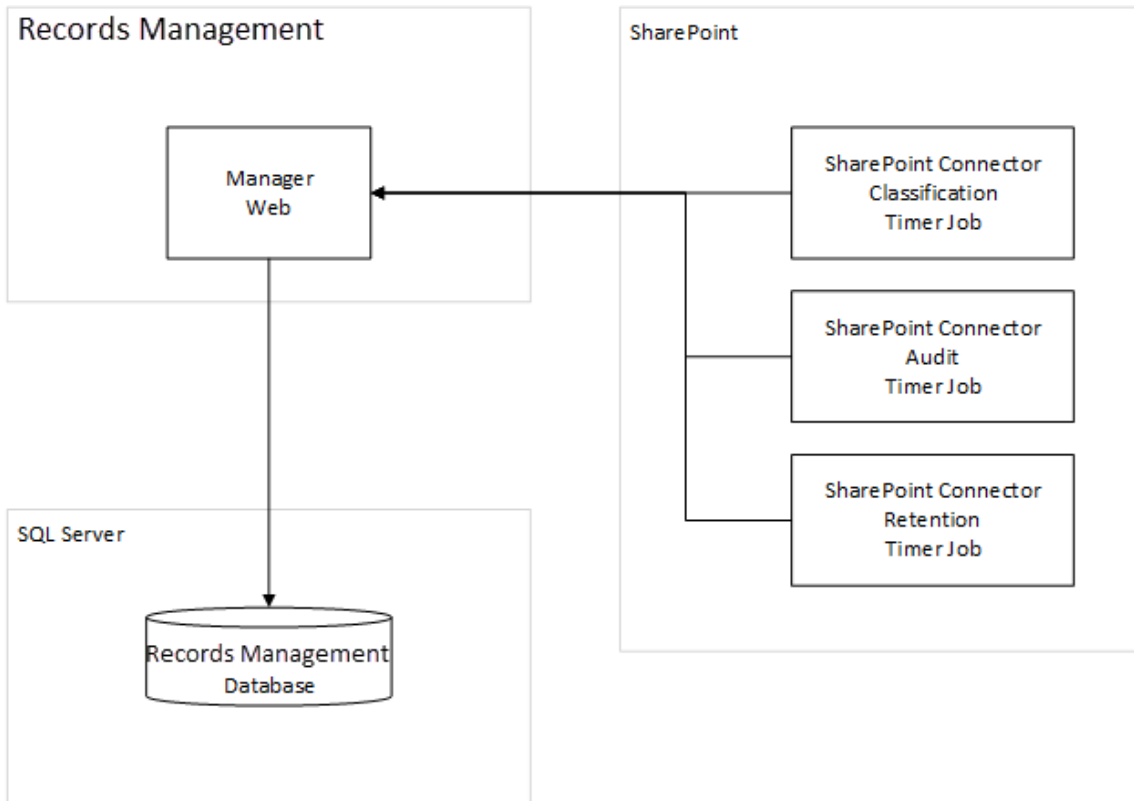 Records Management
Manager
Web
SharePoint
SharePoint Connector
Classification
Timer Job
SharePoint Connector
Audit
Timer Job
SharePoint Connector
Retention
Timer Job
SQL Server
Records Management
Database